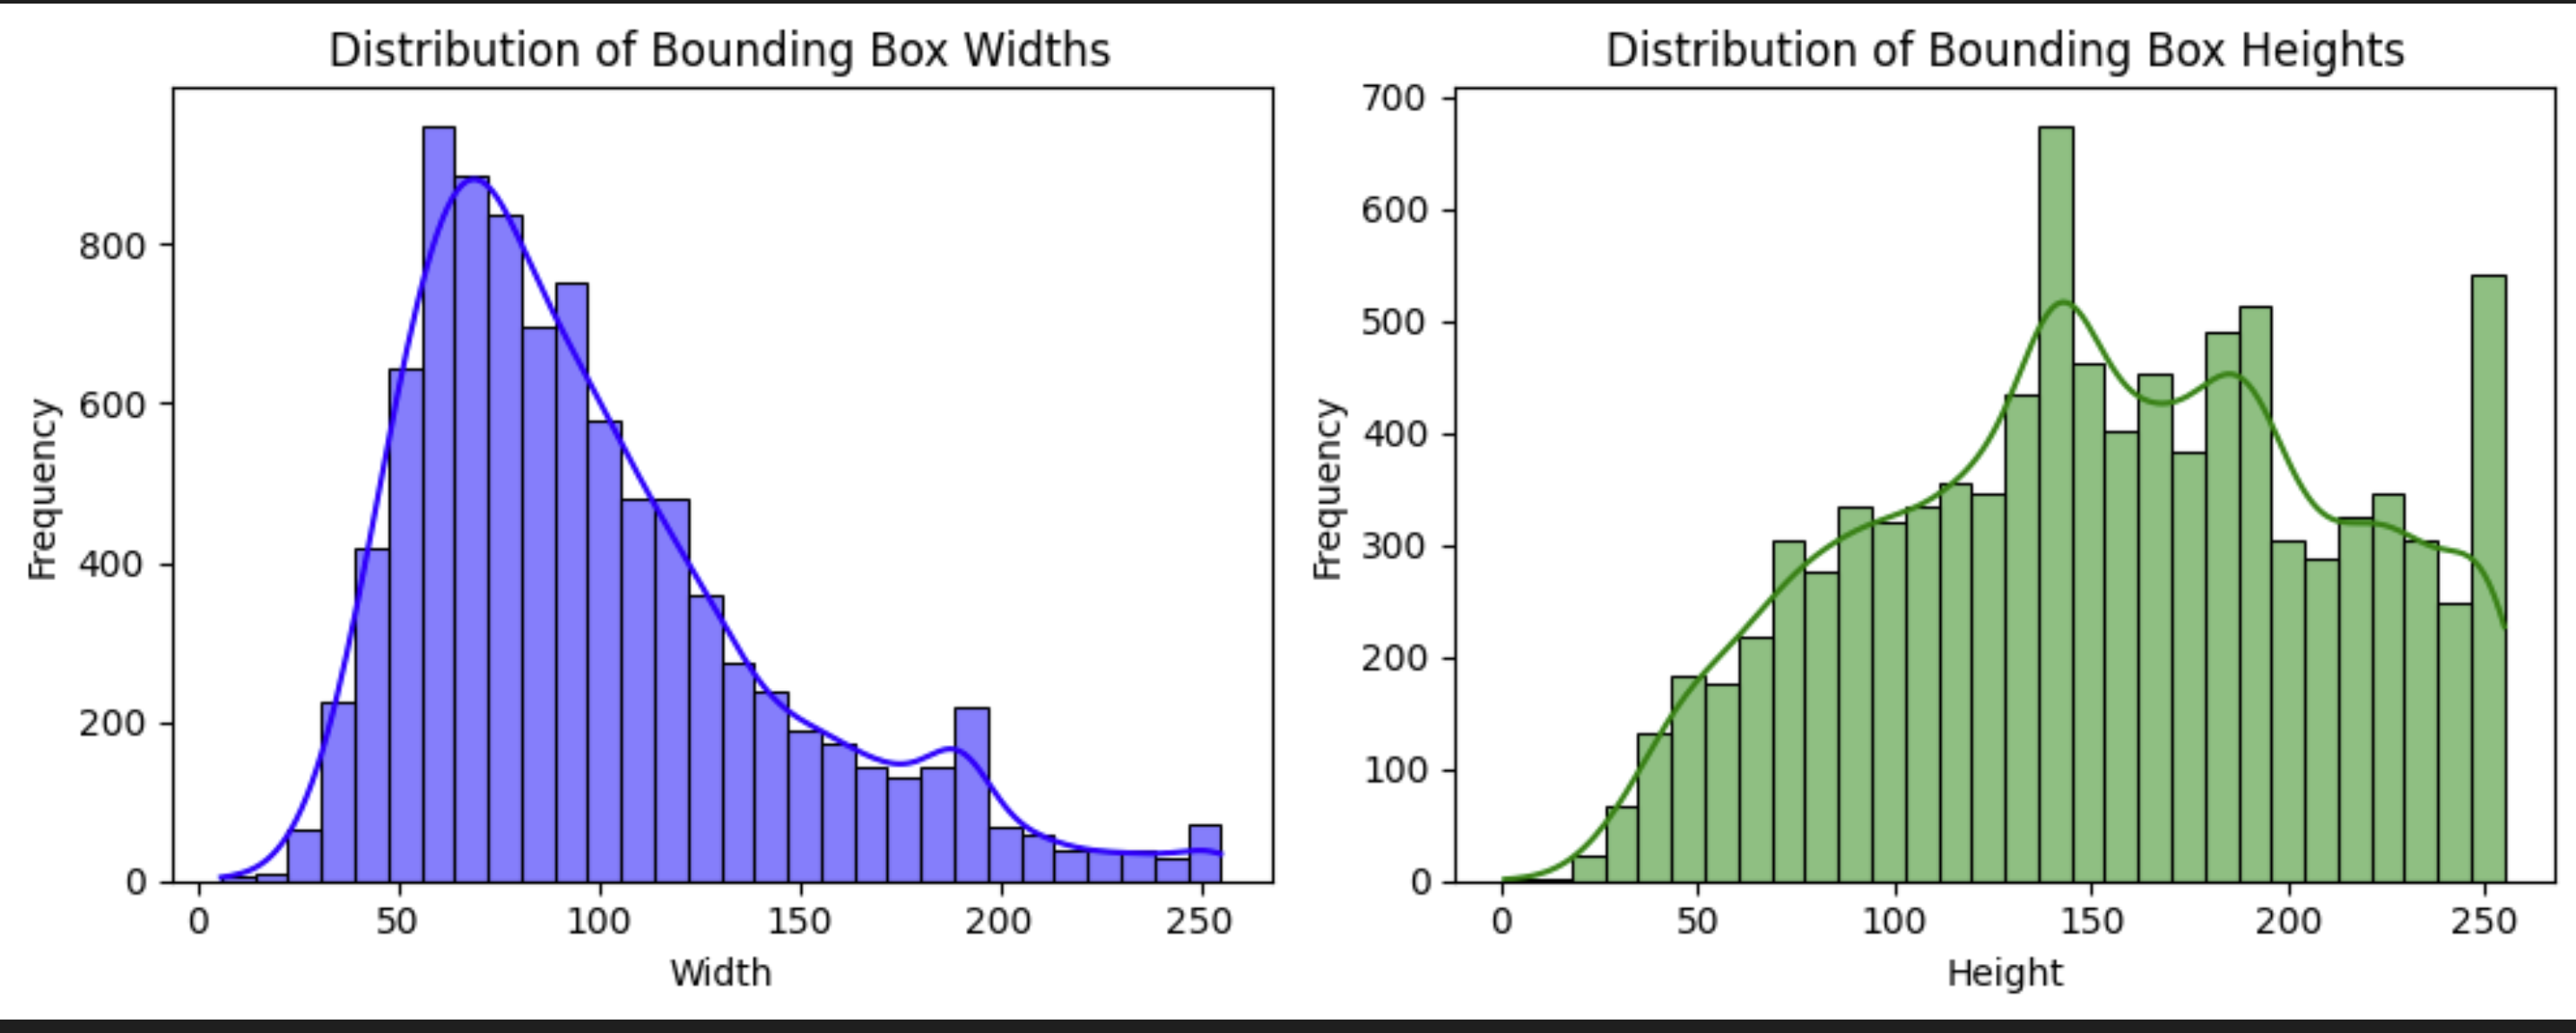 Distribution of Bounding Box Widths
800
600
400
200
0
Frequency
0 50 100 150 200 250
Width
Distribution of Bounding Box Heights
700
600
500
400
300
200
100
0
Frequency
0 50 100 150 200 250
Height